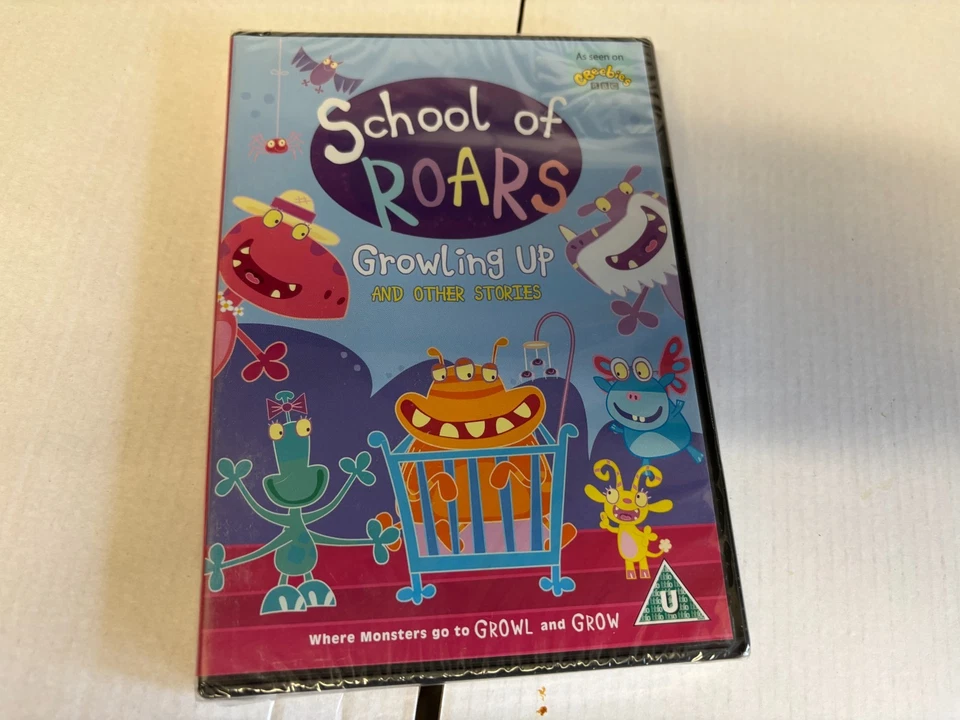 As seen on
CBeebies
BBC
School of
ROARS
Growling Up
AND OTHER STORIES
U
Where Monsters go to GROWL and GROW